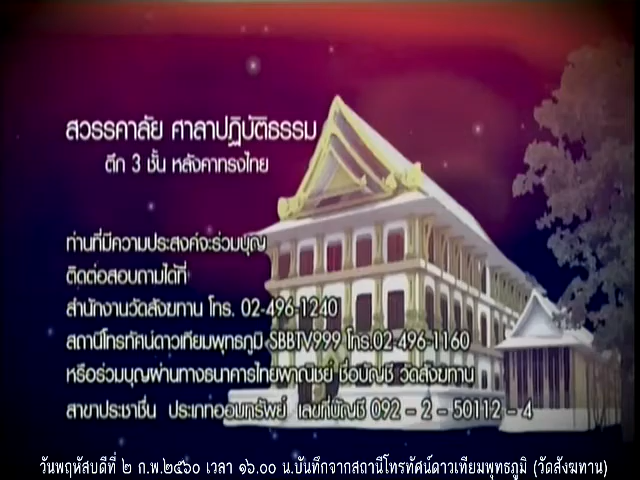 สวรรคาลัย ศาลาปฏิบัติธรรม
ตึก 3 ชั้น หลังคาทรงไทย
ท่านที่มีความประสงค์จะร่วมบุญ
ติดต่อสอบถามได้ที่
สำนักงานวัดสังฆทาน โทร. 02-496-1240
สถานีโทรทัศน์ดาวเทียมพุทธภูมิ SBBTV999 โทร.02-496-1160
หรือร่วมบุญผ่านทางธนาคารไทยพาณิชย์ ชื่อบัญชี วัดสังฆทาน
สาขาประชาชื่น ประเภทออมทรัพย์ เลขที่บัญชี 092 - 2 - 50112 - 4
วันพฤหัสบดีที่ ๒ ก.พ.๒๕๖๐ เวลา ๑๖.๐๐ น.บันทึกจากสถานีโทรทัศน์ดาวเทียมพุทธภูมิ (วัดสังฆทาน)